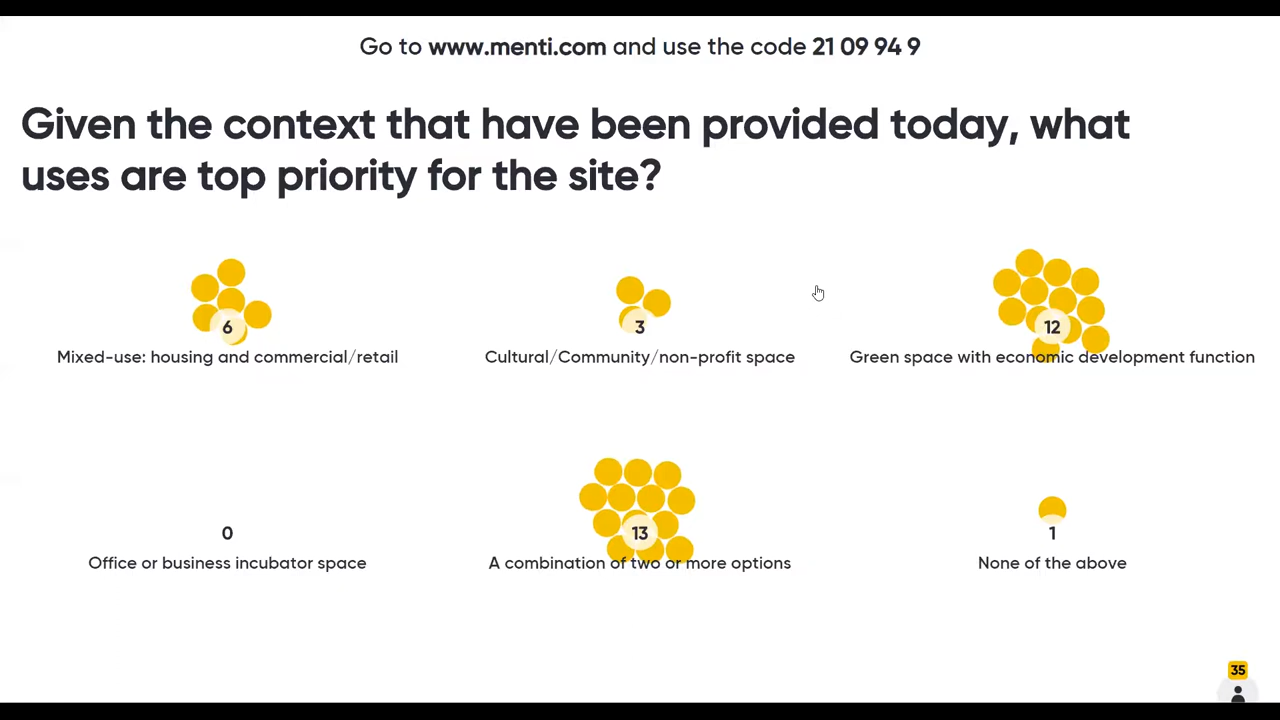 Go to www.menti.com and use the code 21 09 94 9
Given the context that have been provided today, what
uses are top priority for the site?
6
Mixed-use: housing and commercial/retail
3
Cultural/Community/non-profit space
12
Green space with economic development function
0
Office or business incubator space
13
A combination of two or more options
1
None of the above
35